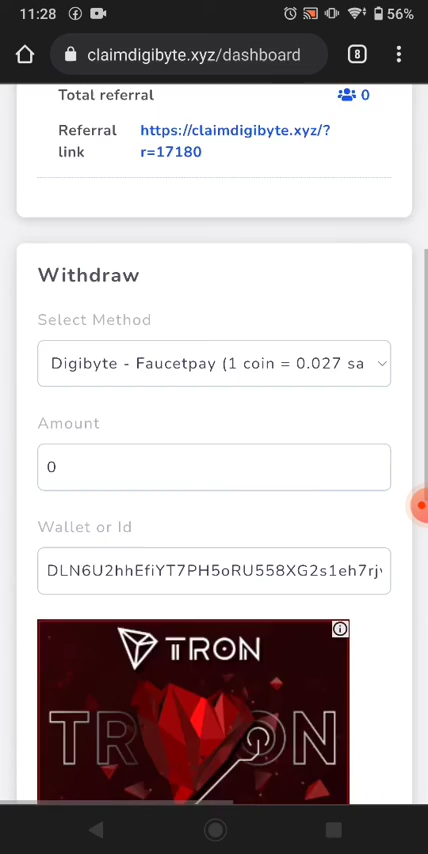 11:28
56%
claimdigibyte.xyz/dashboard
8
Total referral
0
Referral link
https://claimdigibyte.xyz/?
r=17180
Withdraw
Select Method
Digibyte - Faucetpay (1 coin = 0.027 sa
Amount
0
Wallet or Id
DLN6U2hhEfiYT7PH5oRU558XG2s1eh7rj
TRON
TRON